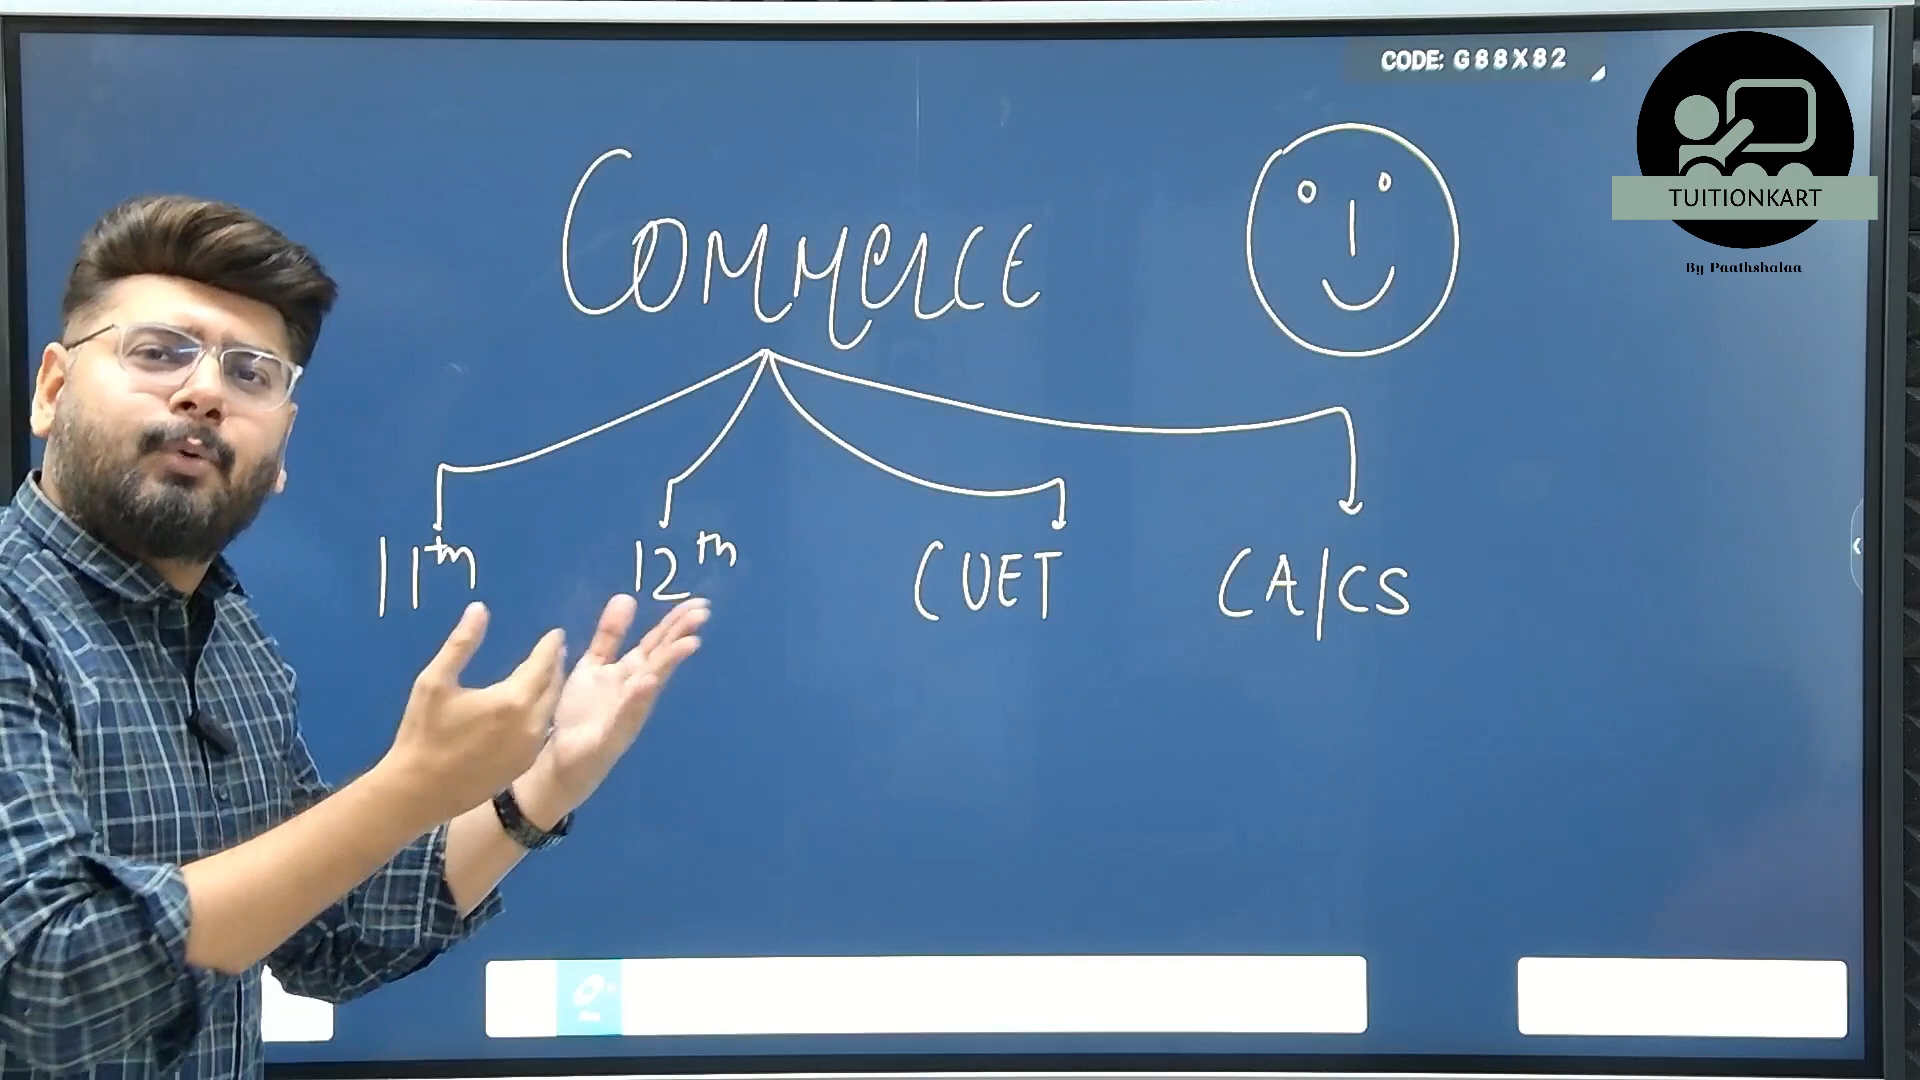 CODE: G88X82
TUITIONKART
By Paathshalaa
COMMERCE
11th 12th CUET CA/CS